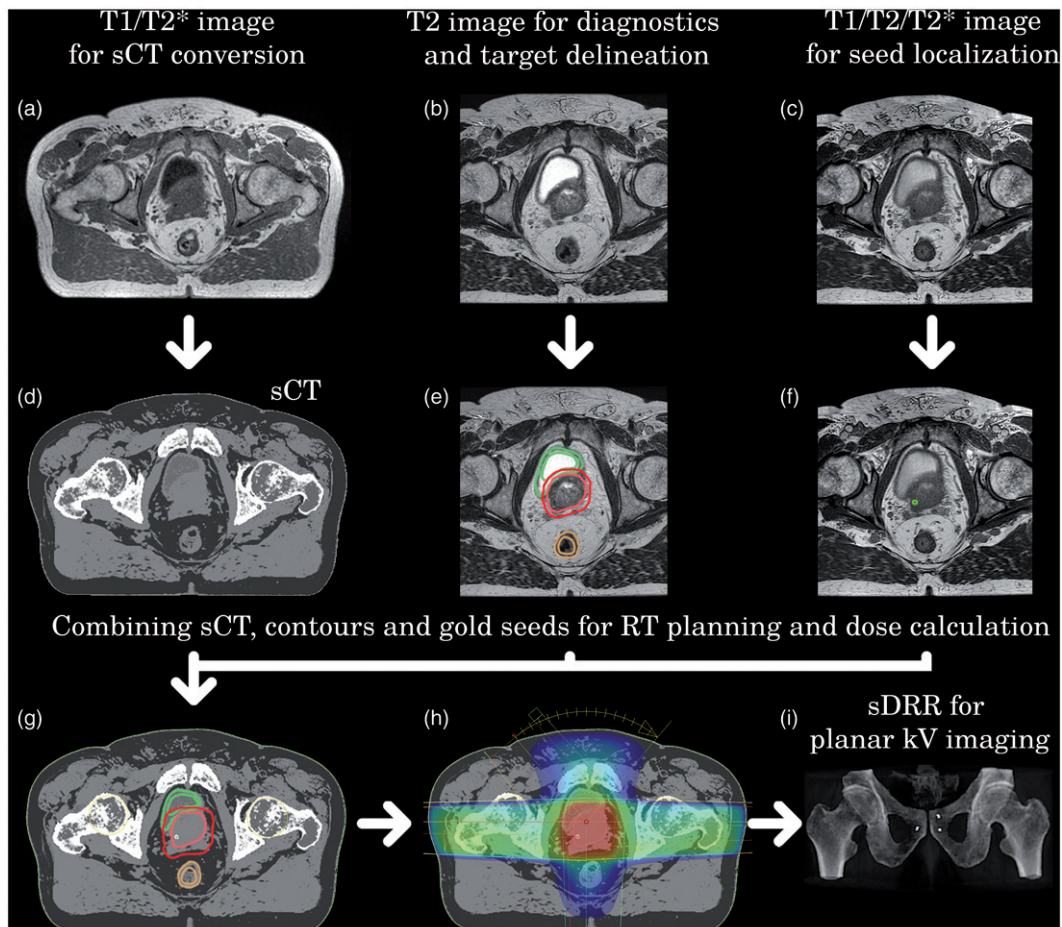 T1/T2* image
for sCT conversion
T2 image for diagnostics
and target delineation
T1/T2/T2* image
for seed localization
(a)
(b)
(c)
(d)
sCT
(e)
(f)
Combining sCT, contours and gold seeds for RT planning and dose calculation
(g)
(h)
(i)
sDRR for
planar kV imaging